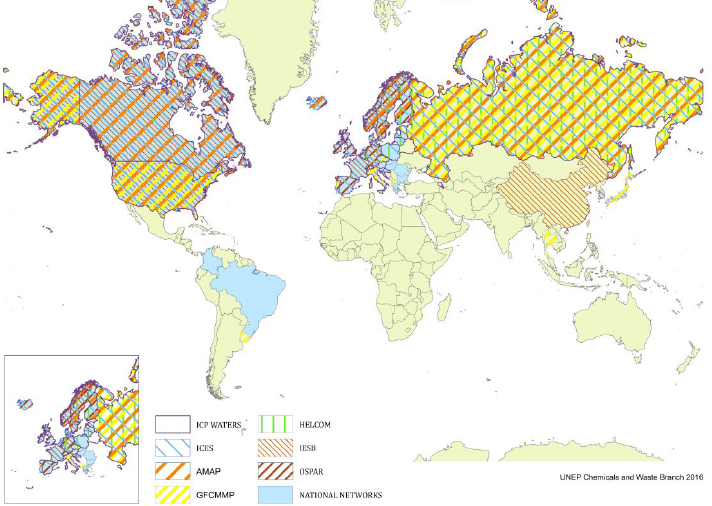 ICP WATERS
HELCOM
ICES
IESB
AMAP
OSPAR
GFCMMP
NATIONAL NETWORKS
UNEP Chemicals and Waste Branch 2016